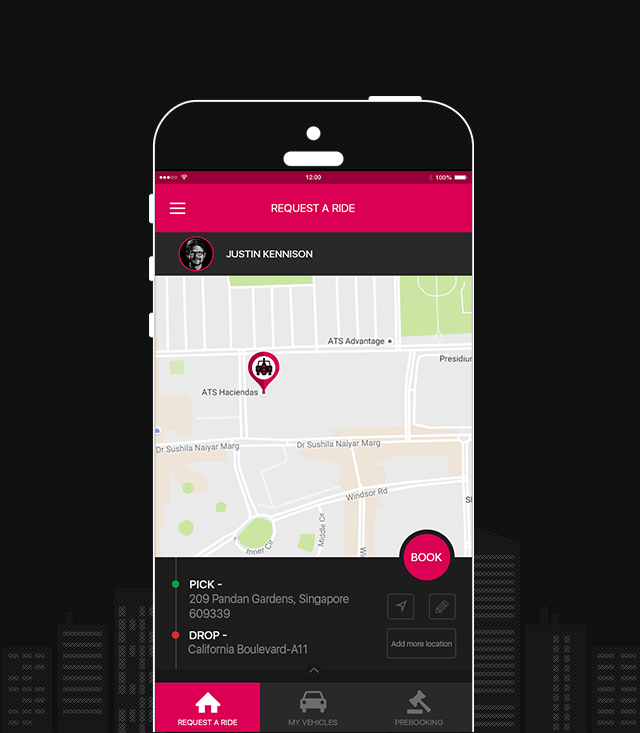 12:00
100%
REQUEST A RIDE
JUSTIN KENNISON
ATS Advantage
Presidiun
ATS Haciendas
Dr Sushila Naiyar Marg
Dr Sushila Naiyar Marg
Windsor Rd
Middle Cir
Inner Cir
Wi
S
BOOK
PICK -
209 Pandan Gardens, Singapore
609339
DROP -
California Boulevard-A11
Add more location
REQUEST A RIDE
MY VEHICLES
PREBOOKING